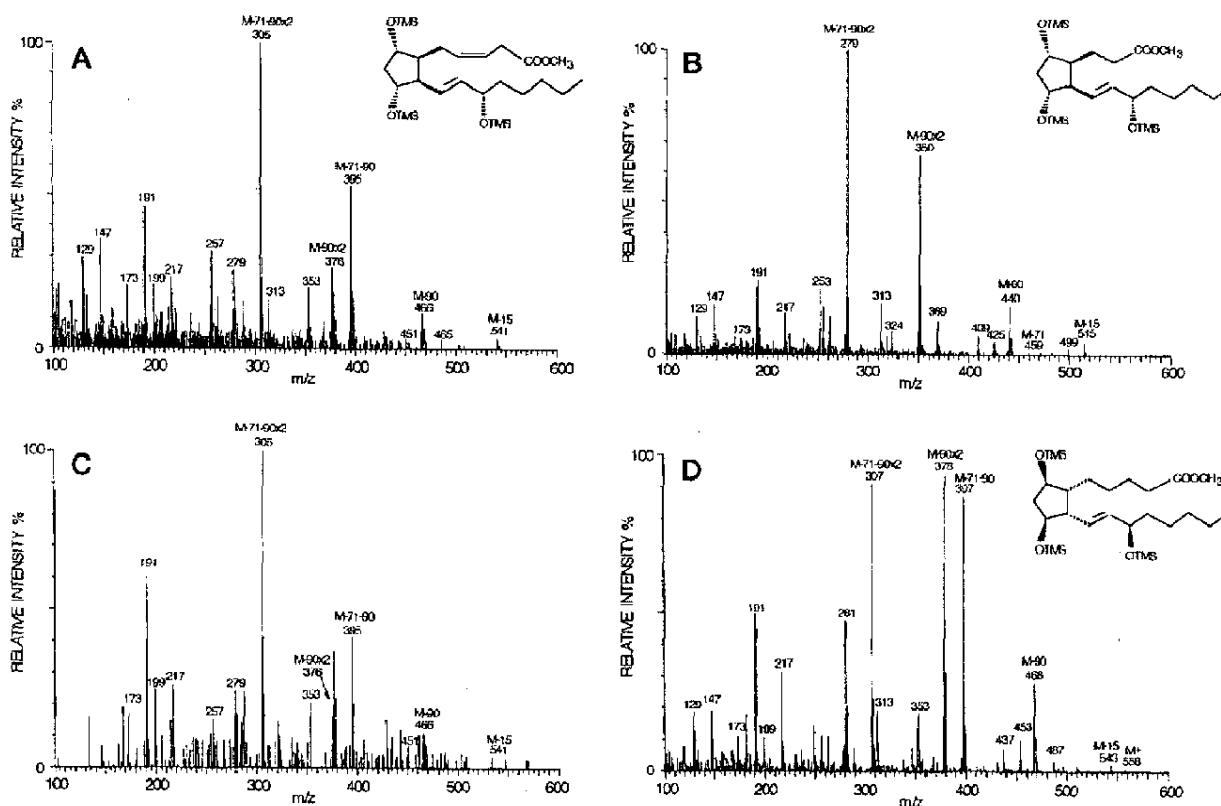 A
RELATIVE INTENSITY %
100
0
M-71-90x2
305
OTMS
COOCH3
OTMS
OTMS
M-71-90
395
191
147
129
173
199
217
257
279
313
353
M-90x2
376
M-90
466
451
485
M-15
541
100 200 300 400 500 600
m/z
B
RELATIVE INTENSITY %
100
0
M-71-90x2
279
OTMS
COOCH3
OTMS
OTMS
M-90x2
350
191
147
129
173
217
253
313
324
369
409
425
M-90
440
M-71
459
499
M-15
515
100 200 300 400 500 600
m/z
C
RELATIVE INTENSITY %
100
0
M-71-90x2
305
191
173
199
217
257
279
353
M-90x2
376
M-71-90
395
M-90
466
451
M-15
541
100 200 300 400 500 600
m/z
D
RELATIVE INTENSITY %
100
0
M-71-90x2
307
M-90x2
378
M-71-90
397
OTMS
COOCH3
OTMS
OTMS
191
147
129
173
199
217
281
313
353
M-90
468
437
453
487
M-15
543
M+
558
100 200 300 400 500 600
m/z